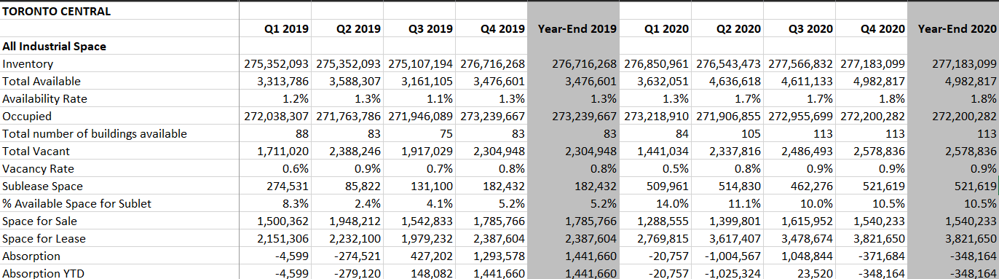 TORONTO CENTRAL
Q1 2019 Q2 2019 Q3 2019 Q4 2019 Year-End 2019 Q1 2020 Q2 2020 Q3 2020 Q4 2020 Year-End 2020
All Industrial Space
Inventory 275,352,093 275,352,093 275,107,194 276,716,268 276,716,268 276,850,961 276,543,473 277,566,832 277,183,099 277,183,099
Total Available 3,313,786 3,588,307 3,161,105 3,476,601 3,476,601 3,632,051 4,636,618 4,611,133 4,982,817 4,982,817
Availability Rate 1.2% 1.3% 1.1% 1.3% 1.3% 1.3% 1.7% 1.7% 1.8% 1.8%
Occupied 272,038,307 271,763,786 271,946,089 273,239,667 273,239,667 273,218,910 271,906,855 272,955,699 272,200,282 272,200,282
Total number of buildings available 88 83 75 83 83 84 105 113 113 113
Total Vacant 1,711,020 2,388,246 1,917,029 2,304,948 2,304,948 1,441,034 2,337,816 2,486,493 2,578,836 2,578,836
Vacancy Rate 0.6% 0.9% 0.7% 0.8% 0.8% 0.5% 0.8% 0.9% 0.9% 0.9%
Sublease Space 274,531 85,822 131,100 182,432 182,432 509,961 514,830 462,276 521,619 521,619
% Available Space for Sublet 8.3% 2.4% 4.1% 5.2% 5.2% 14.0% 11.1% 10.0% 10.5% 10.5%
Space for Sale 1,500,362 1,948,212 1,542,833 1,785,766 1,785,766 1,288,555 1,399,801 1,615,952 1,540,233 1,540,233
Space for Lease 2,151,306 2,232,100 1,979,232 2,387,604 2,387,604 2,769,815 3,617,407 3,478,674 3,821,650 3,821,650
Absorption -4,599 -274,521 427,202 1,293,578 1,441,660 -20,757 -1,004,567 1,048,844 -371,684 -348,164
Absorption YTD -4,599 -279,120 148,082 1,441,660 1,441,660 -20,757 -1,025,324 23,520 -348,164 -348,164